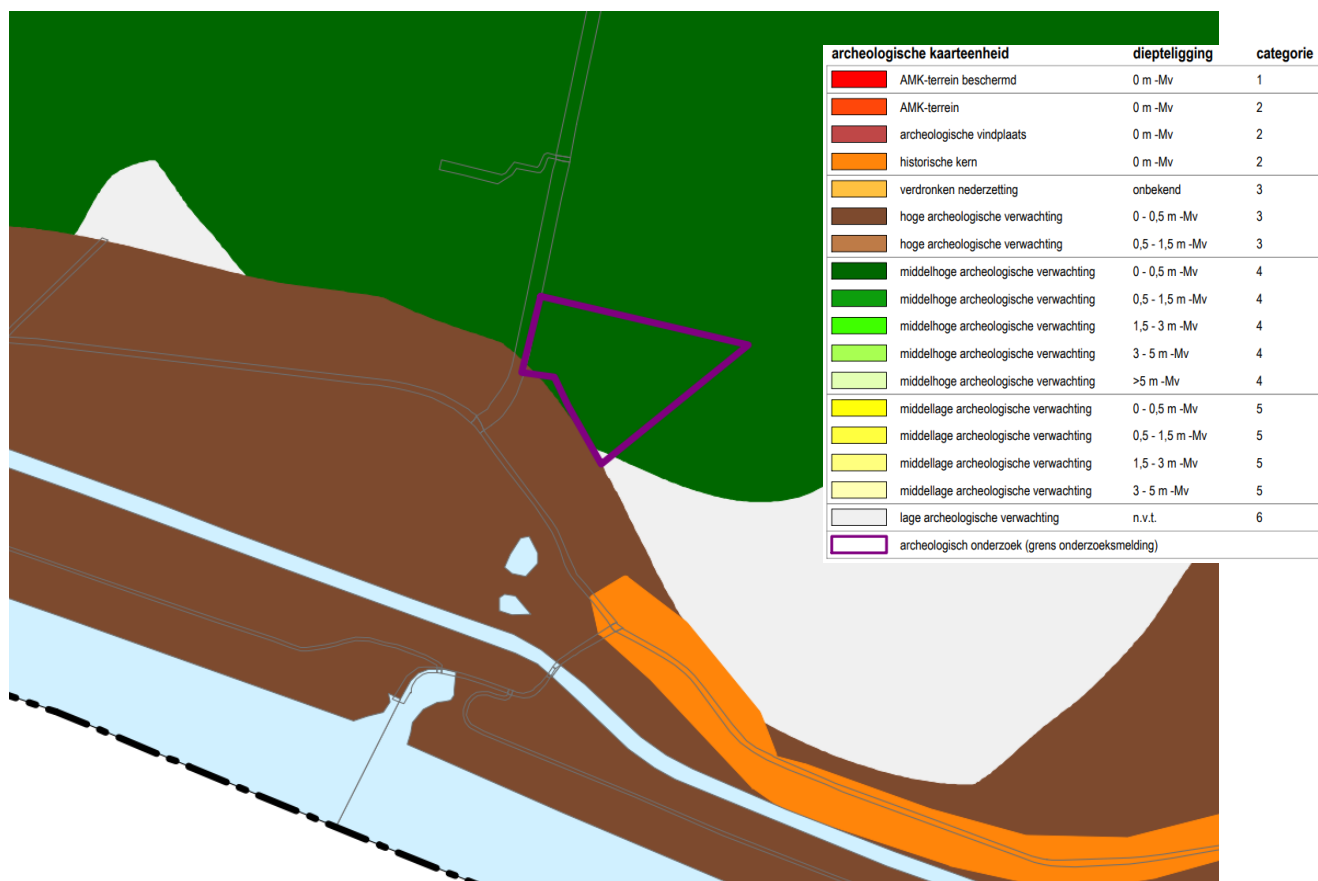 archeologische kaarteenheid diepteligging categorie
AMK-terrein beschermd 0 m -Mv 1
AMK-terrein 0 m -Mv 2
archeologische vindplaats 0 m -Mv 2
historische kern 0 m -Mv 2
verdronken nederzetting onbekend 3
hoge archeologische verwachting 0 - 0,5 m -Mv 3
hoge archeologische verwachting 0,5 - 1,5 m -Mv 3
middelhoge archeologische verwachting 0 - 0,5 m -Mv 4
middelhoge archeologische verwachting 0,5 - 1,5 m -Mv 4
middelhoge archeologische verwachting 1,5 - 3 m -Mv 4
middelhoge archeologische verwachting 3 - 5 m -Mv 4
middelhoge archeologische verwachting >5 m -Mv 4
middellage archeologische verwachting 0 - 0,5 m -Mv 5
middellage archeologische verwachting 0,5 - 1,5 m -Mv 5
middellage archeologische verwachting 1,5 - 3 m -Mv 5
middellage archeologische verwachting 3 - 5 m -Mv 5
lage archeologische verwachting n.v.t. 6
archeologisch onderzoek (grens onderzoeksmelding)